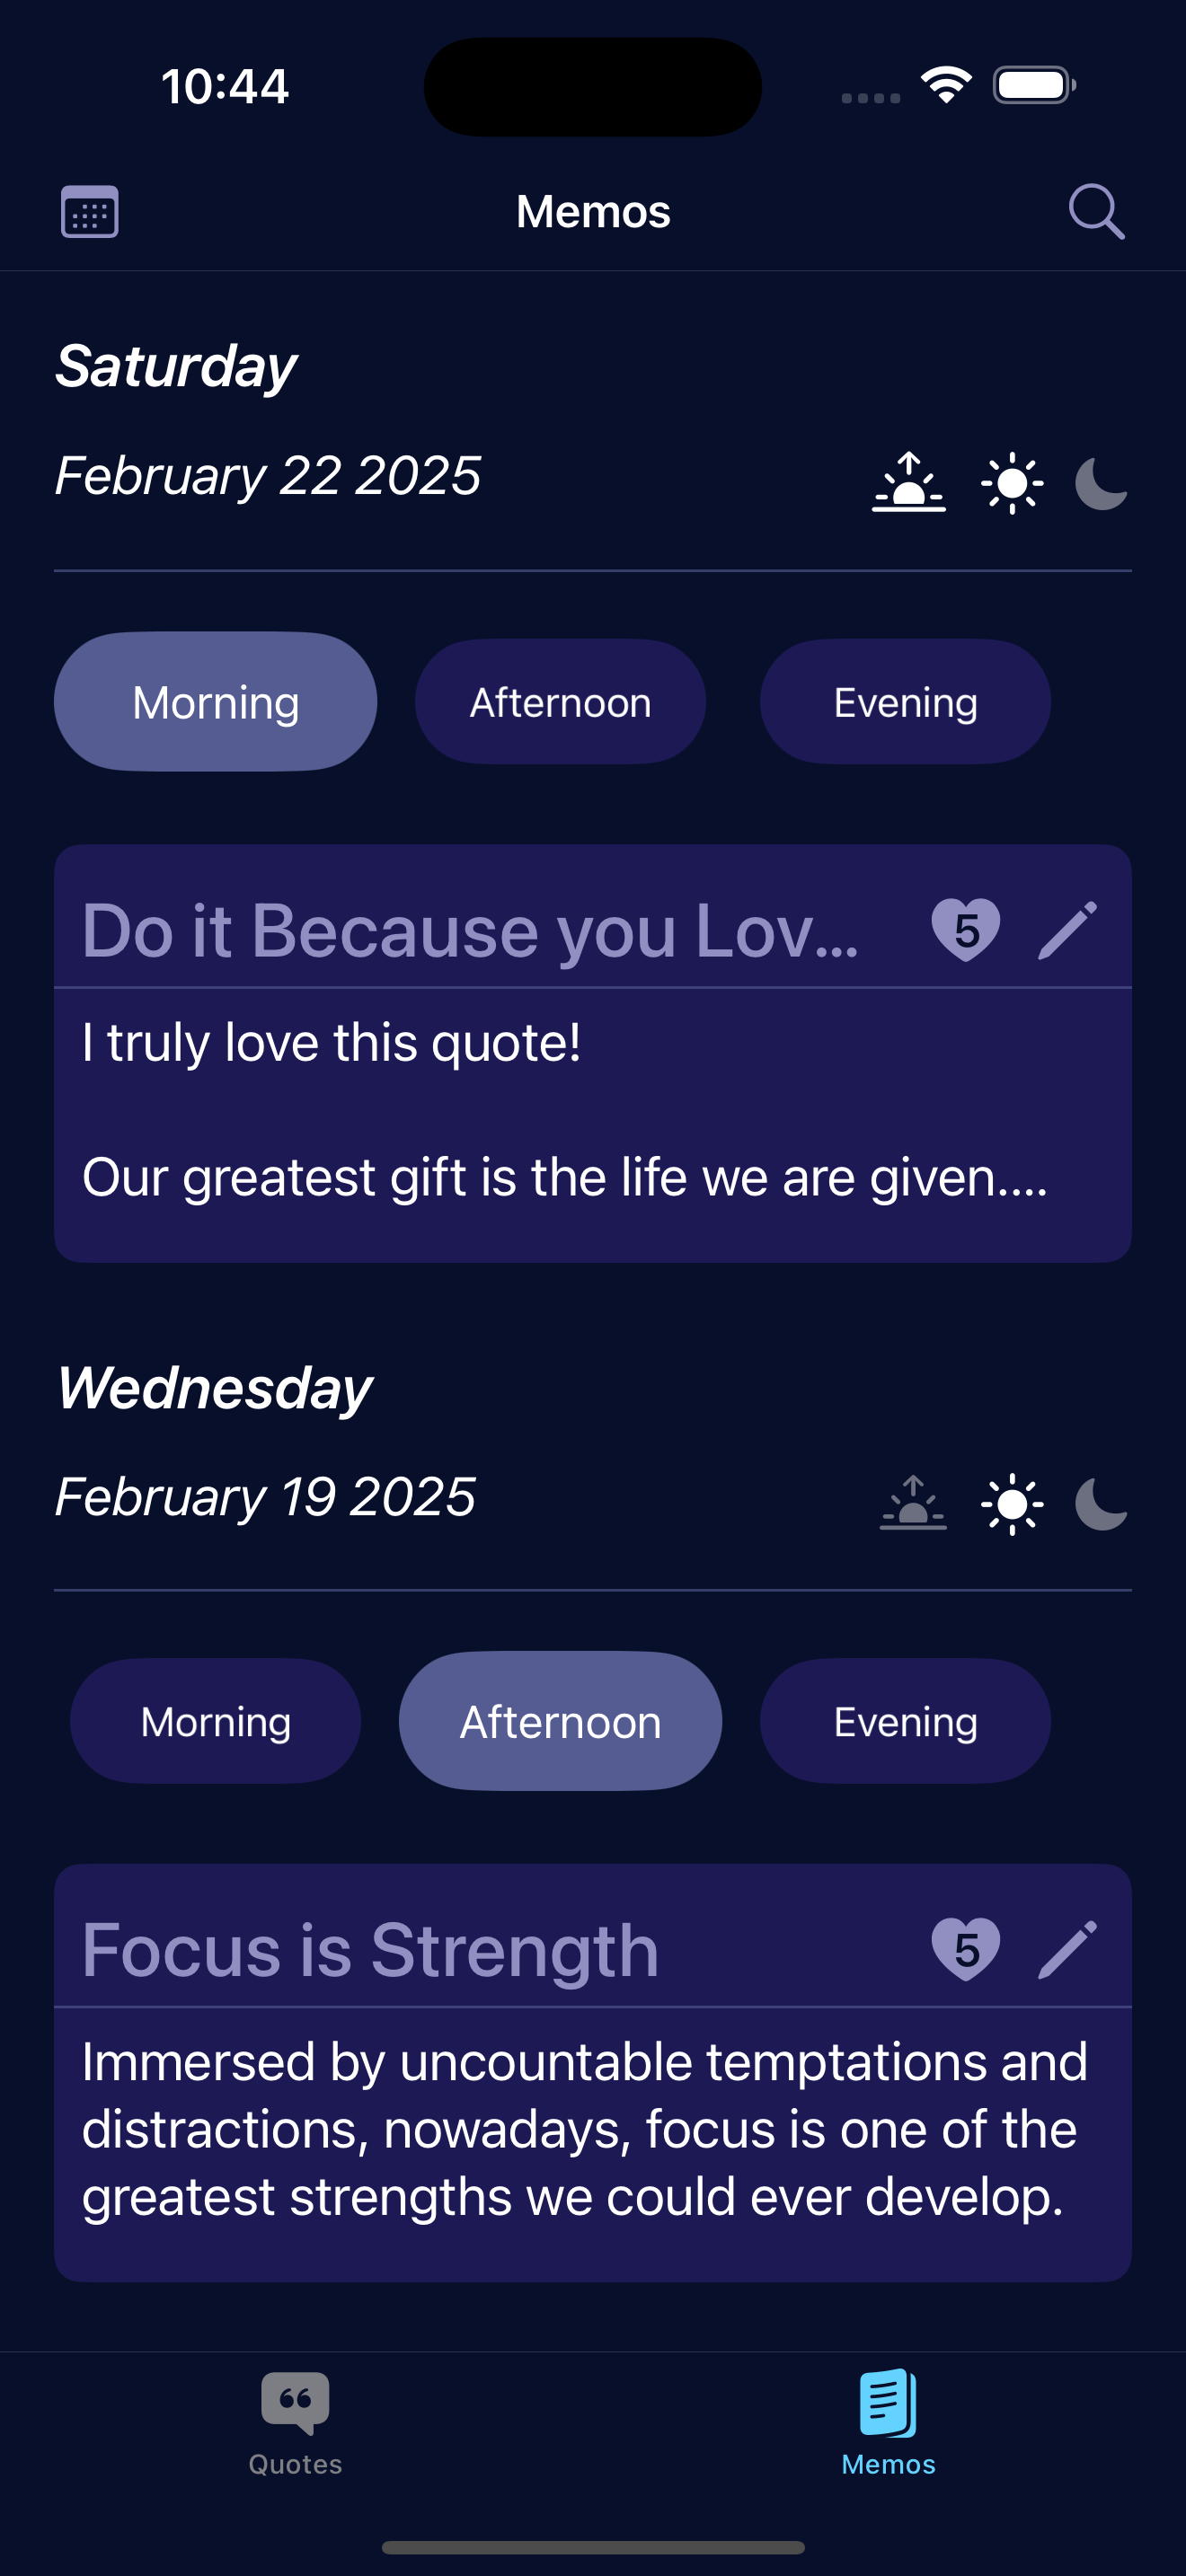 10:44
Memos
Saturday
February 22 2025
Morning Afternoon Evening
Do it Because you Lov... 5
I truly love this quote!
Our greatest gift is the life we are given....
Wednesday
February 19 2025
Morning Afternoon Evening
Focus is Strength 5
Immersed by uncountable temptations and
distractions, nowadays, focus is one of the
greatest strengths we could ever develop.
Quotes Memos